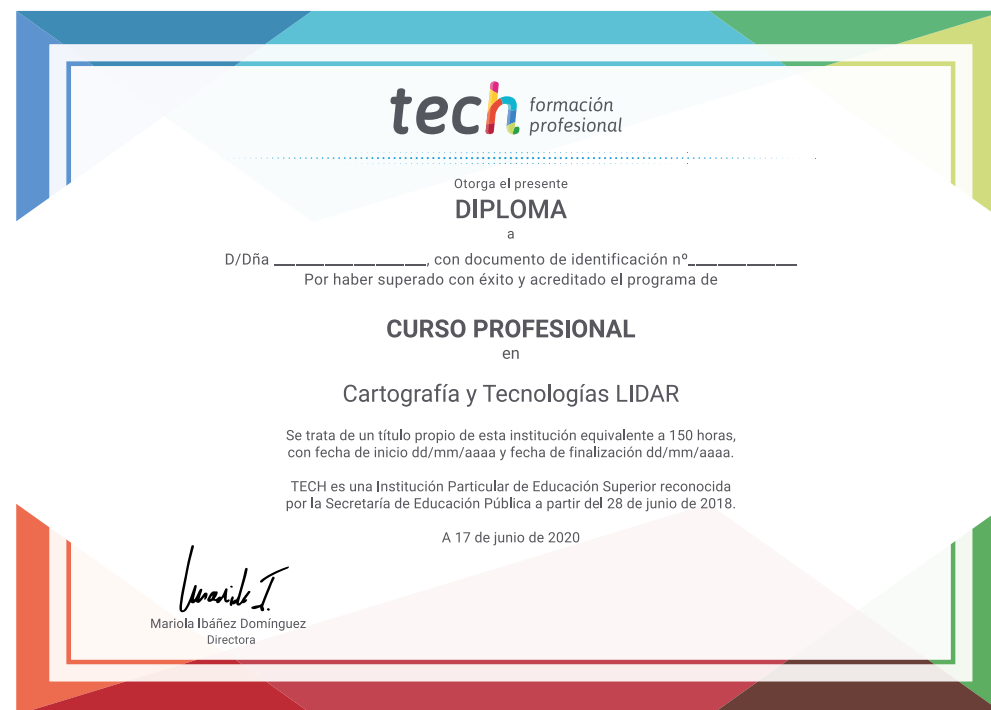 tech formación
profesional
Otorga el presente
DIPLOMA
a
D/Dña ______________, con documento de identificación nº__________
Por haber superado con éxito y acreditado el programa de
CURSO PROFESIONAL
en
Cartografía y Tecnologías LIDAR
Se trata de un título propio de esta institución equivalente a 150 horas,
con fecha de inicio dd/mm/aaaa y fecha de finalización dd/mm/aaaa.
TECH es una Institución Particular de Educación Superior reconocida
por la Secretaría de Educación Pública a partir del 28 de junio de 2018.
A 17 de junio de 2020
Mariola Ibáñez Domínguez
Directora